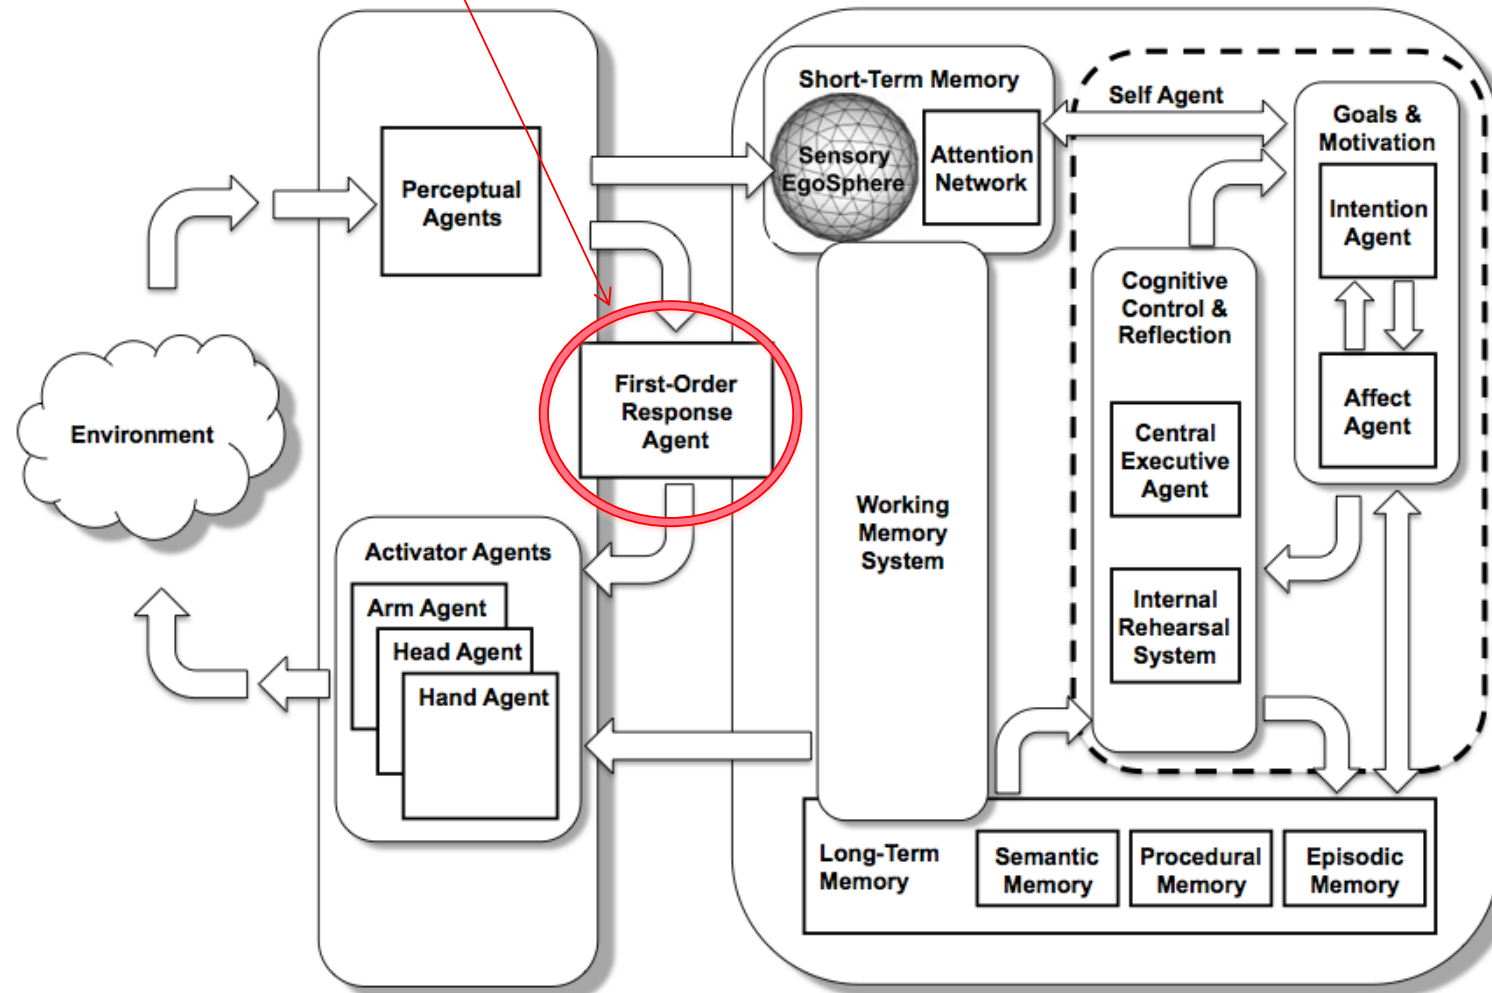 Short-Term Memory
Sensory
EgoSphere
Attention
Network
Self Agent
Goals &
Motivation
Intention
Agent
Affect
Agent
Perceptual
Agents
Cognitive
Control &
Reflection
Central
Executive
Agent
Internal
Rehearsal
System
First-Order
Response
Agent
Environment
Working
Memory
System
Activator Agents
Arm Agent
Head Agent
Hand Agent
Long-Term
Memory
Semantic
Memory
Procedural
Memory
Episodic
Memory